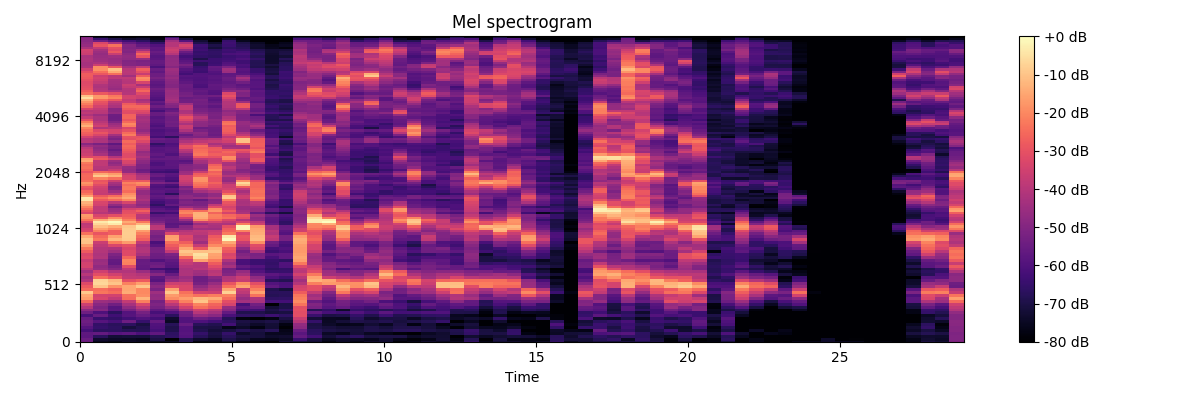 Mel spectrogram
8192
4096
2048
1024
512
0
Hz
0 5 10 15 20 25
Time
+0 dB
-10 dB
-20 dB
-30 dB
-40 dB
-50 dB
-60 dB
-70 dB
-80 dB